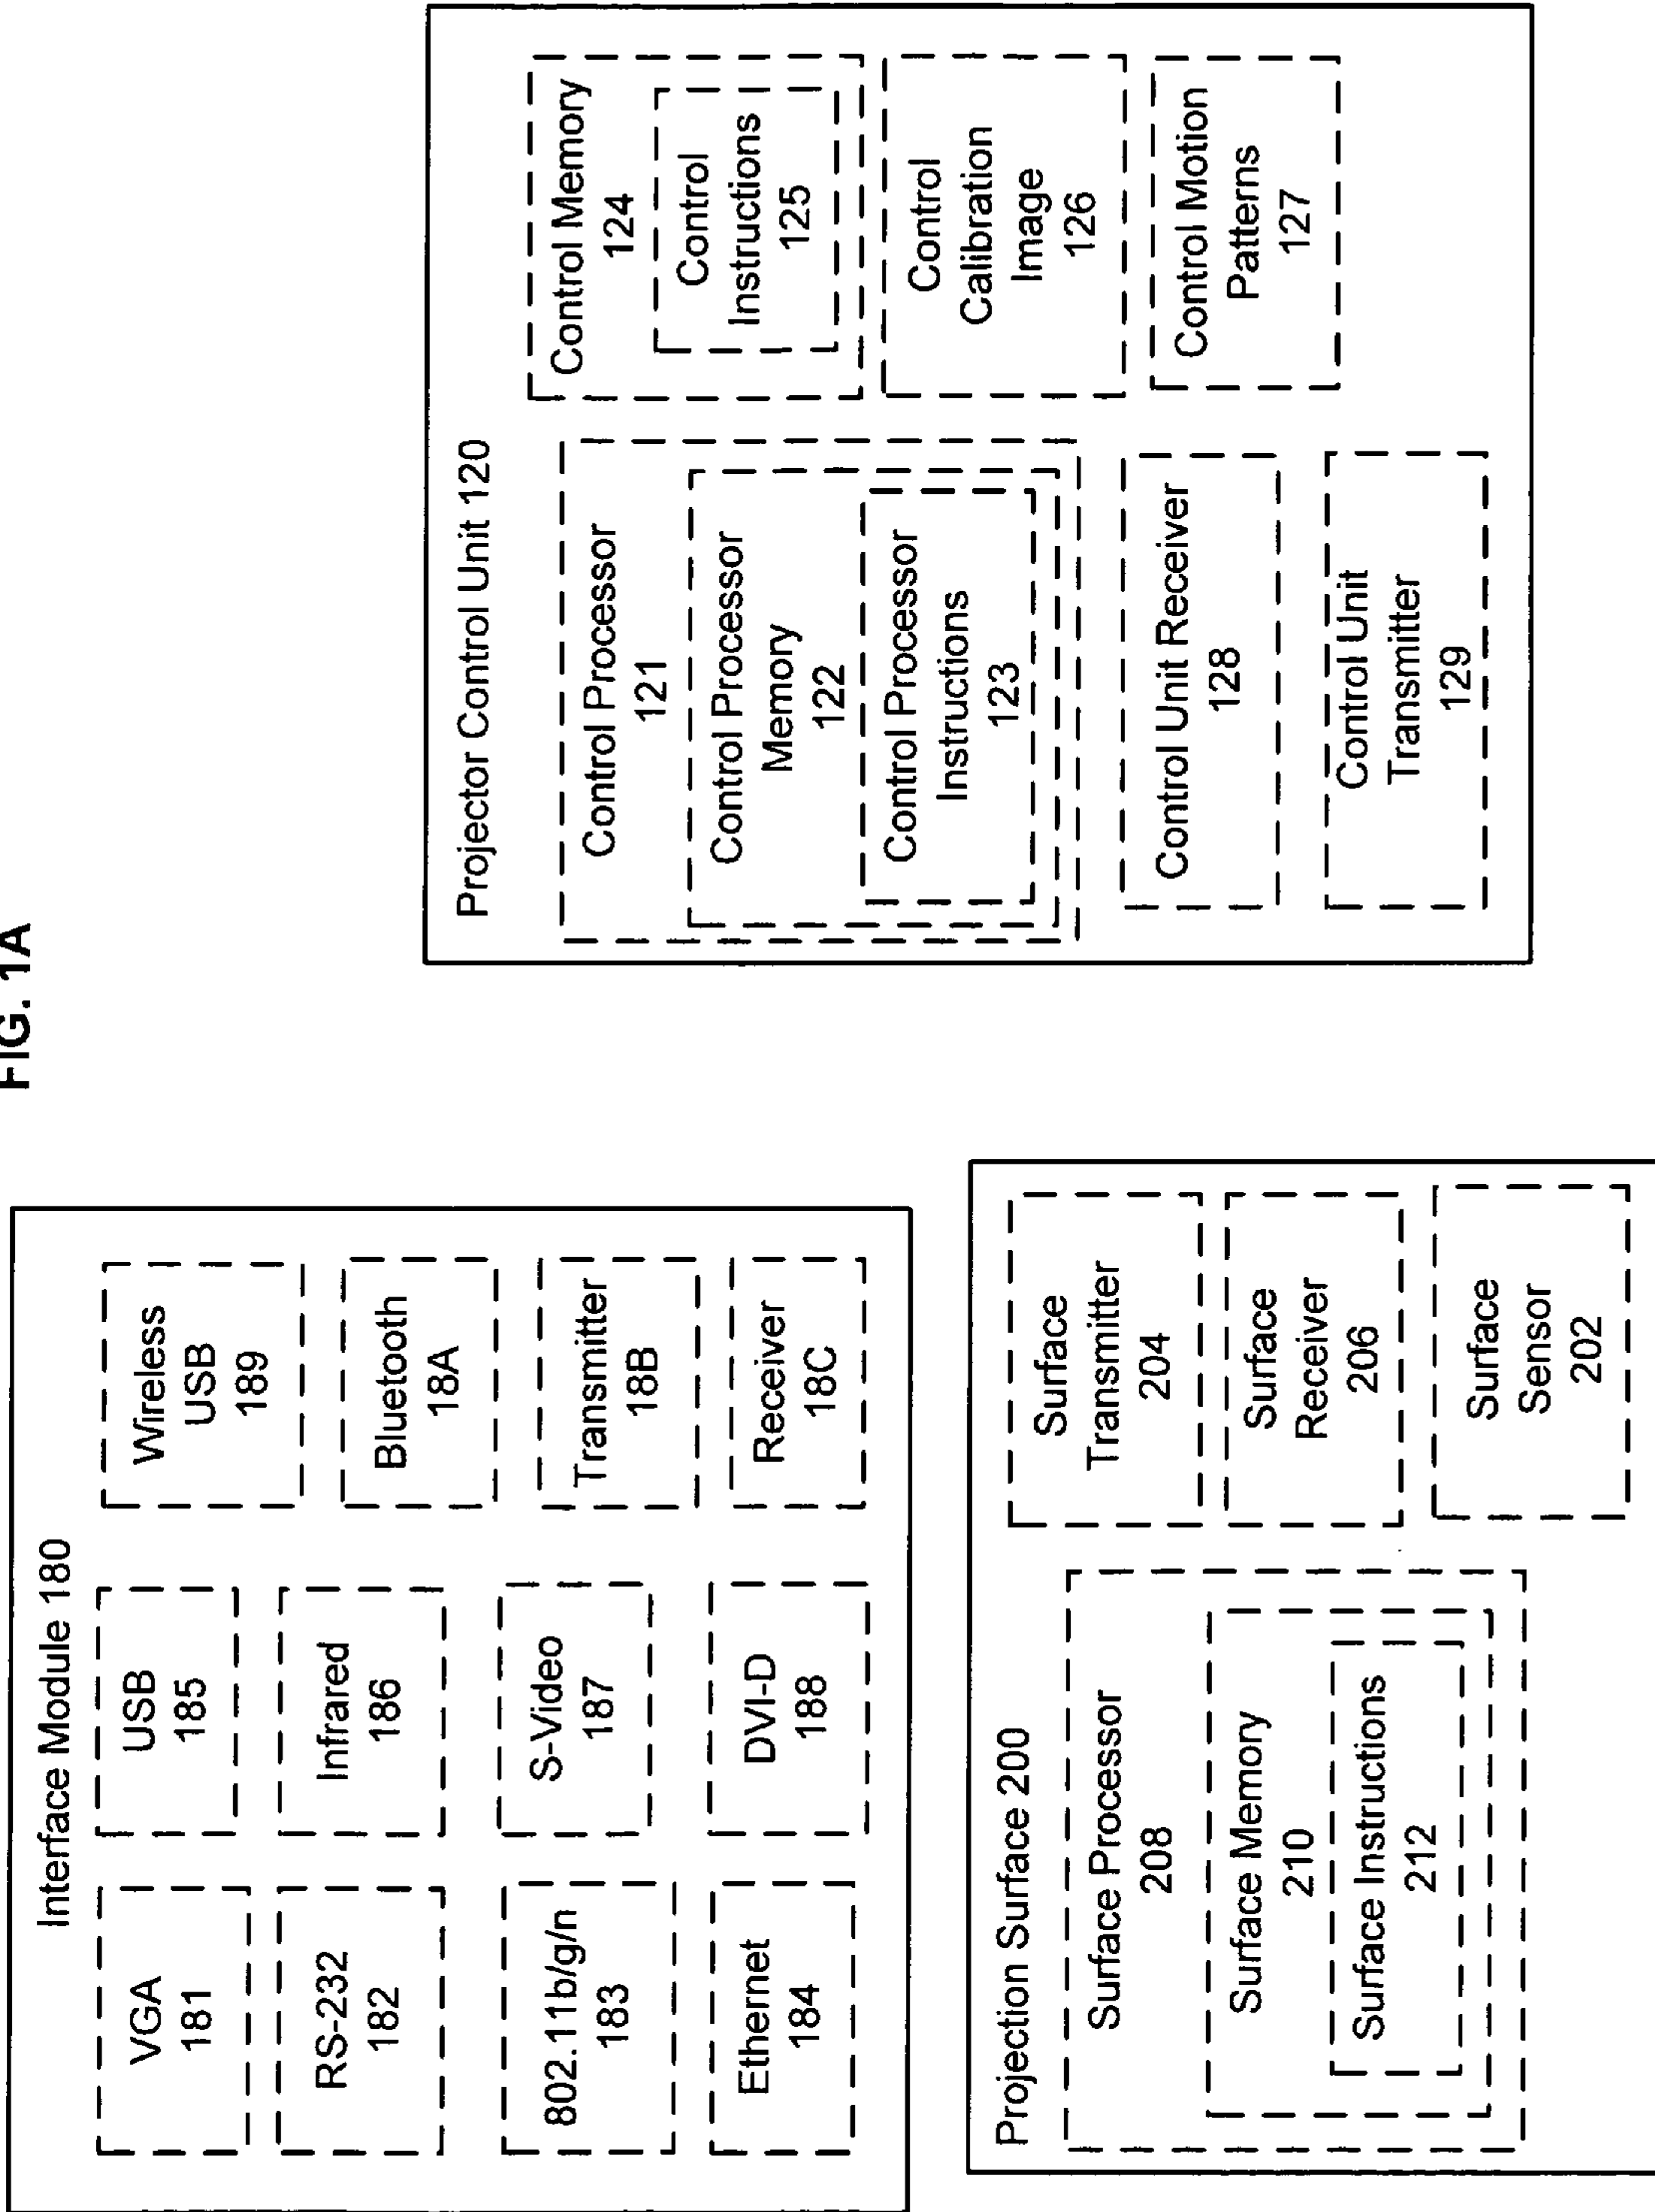 FIG. 1A
Interface Module 180
VGA
181
RS-232
182
802.11b/g/n
183
Ethernet
184
USB
185
Infrared
186
S-Video
187
DVI-D
188
Wireless
USB
189
Bluetooth
18A
Transmitter
18B
Receiver
18C
Projection Surface 200
Surface Processor
208
Surface Memory
210
Surface Instructions
212
Surface
Transmitter
204
Surface
Receiver
206
Surface
Sensor
202
Projector Control Unit 120
Control Processor
121
Control Processor
Memory
122
Control Processor
Instructions
123
Control Unit Receiver
128
Control Unit
Transmitter
129
Control Memory
124
Control
Instructions
125
Control
Calibration
Image
126
Control Motion
Patterns
127